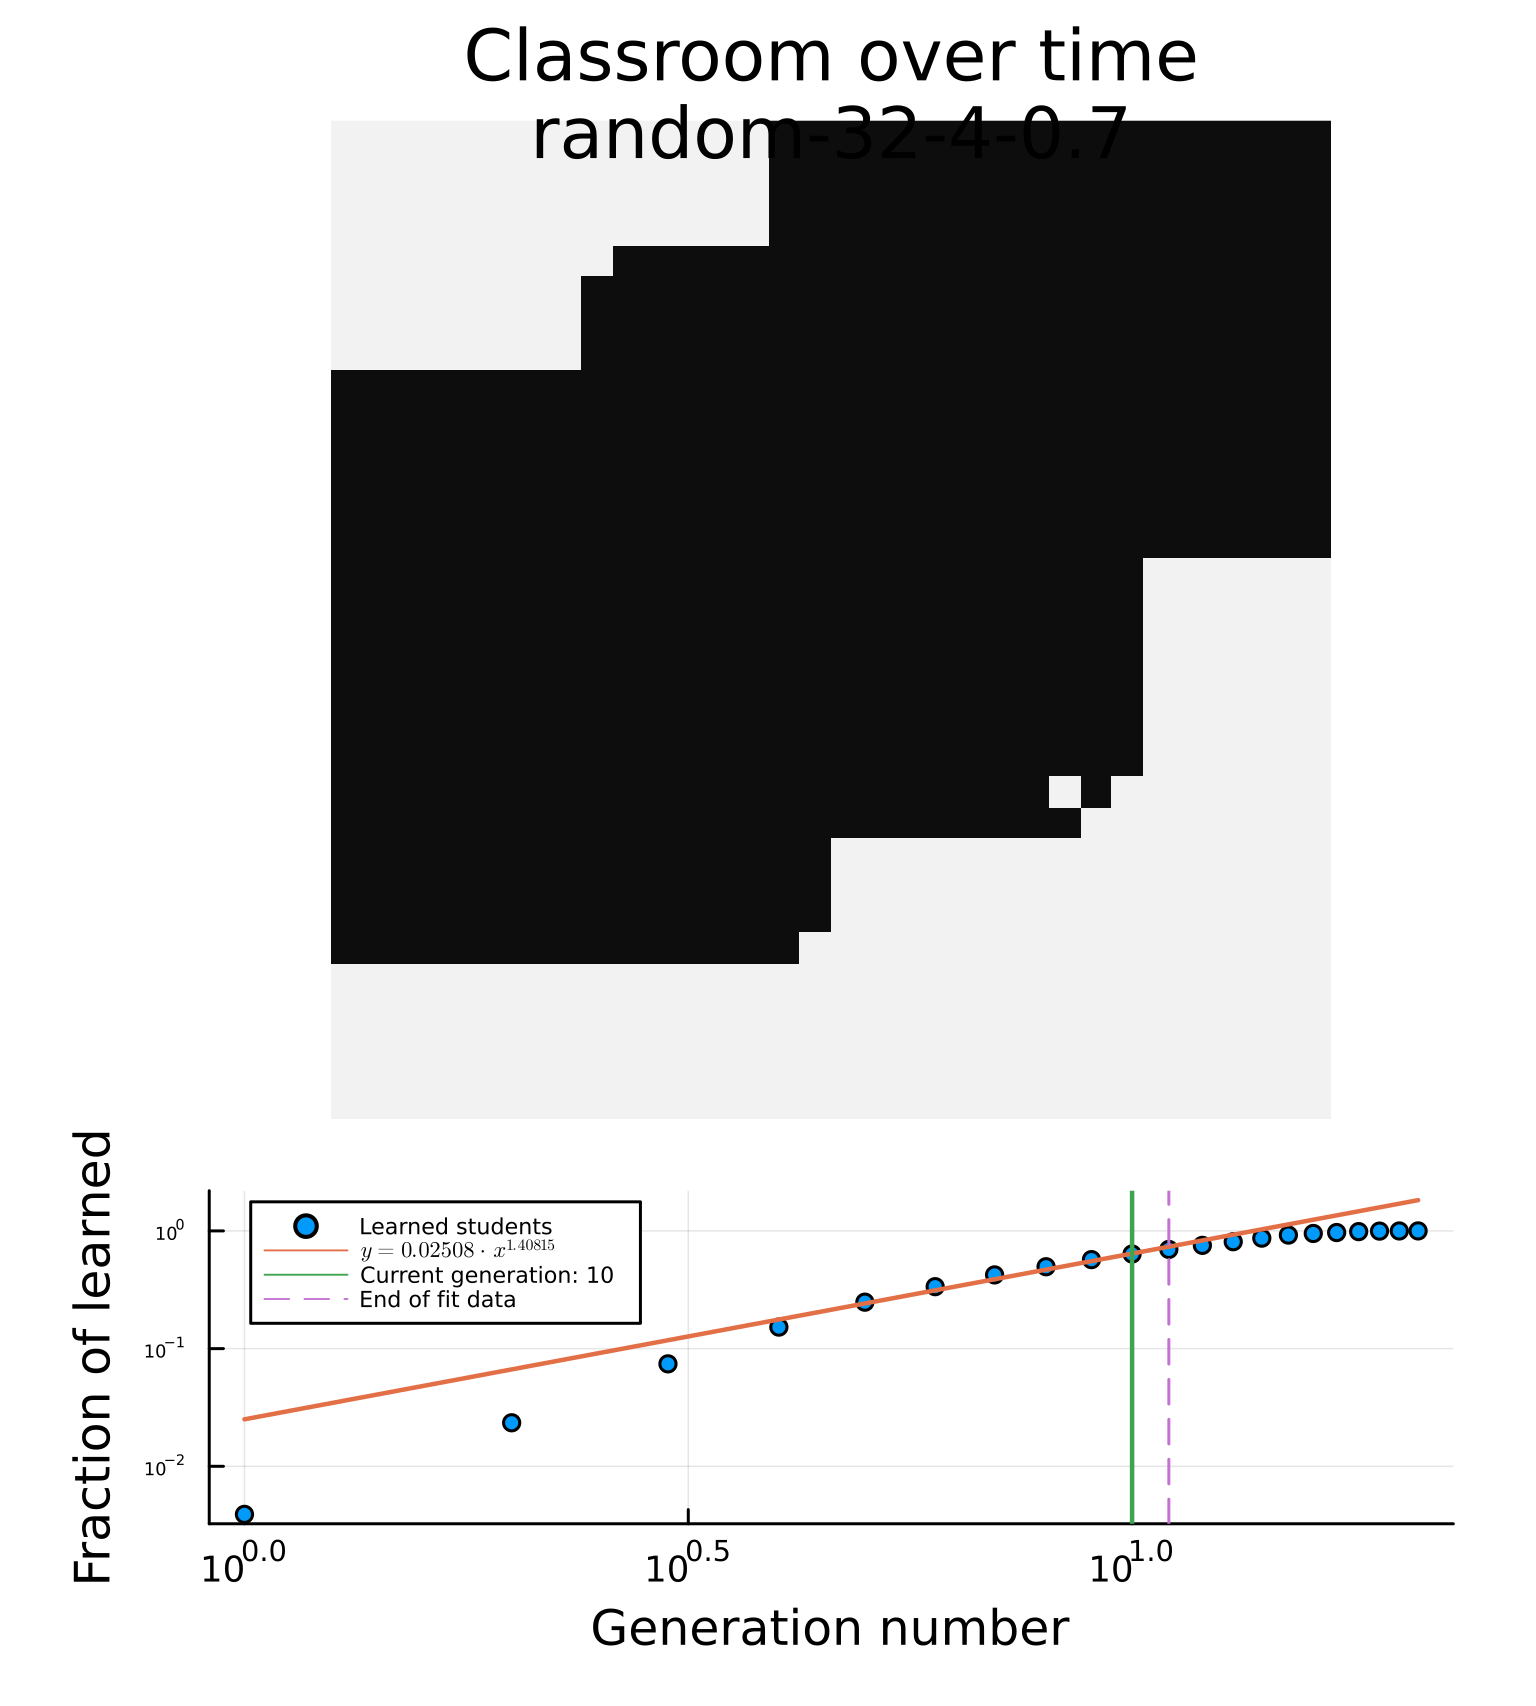 Classroom over time
random-32-4-0.7
Fraction of learned
10^0
10^−1
10^−2
Learned students
y = 0.02508 · x^1.40815
Current generation: 10
End of fit data
10^0.0 10^0.5 10^1.0
Generation number